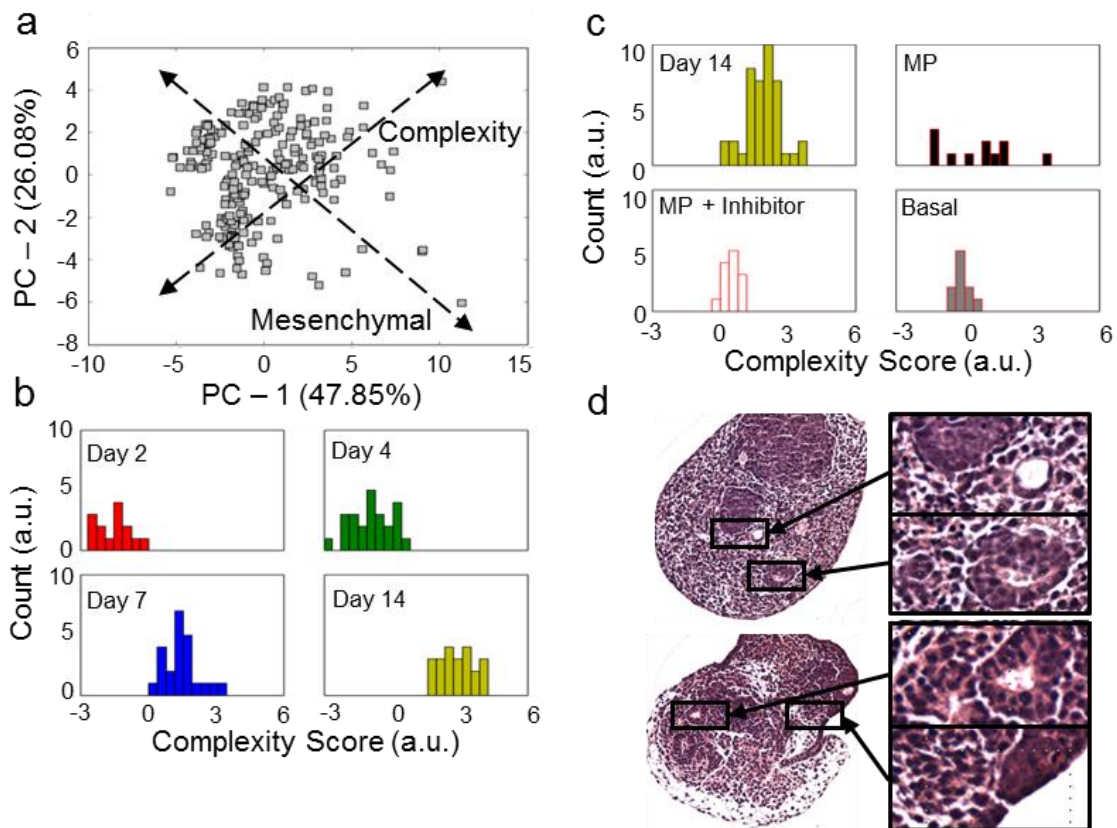 a
6
4
2
0
-2
-4
-6
-8
-10 -5 0 5 10 15
PC – 2 (26.08%)
PC – 1 (47.85%)
Complexity
Mesenchymal
b
10
5
0
Day 2
Day 4
10
5
0
Day 7
Day 14
-3 0 3 6
-3 0 3 6
Count (a.u.)
Complexity Score (a.u.)
c
10
5
0
Day 14
MP
10
5
0
MP + Inhibitor
Basal
-3 0 3 6
-3 0 3 6
Count (a.u.)
Complexity Score (a.u.)
d